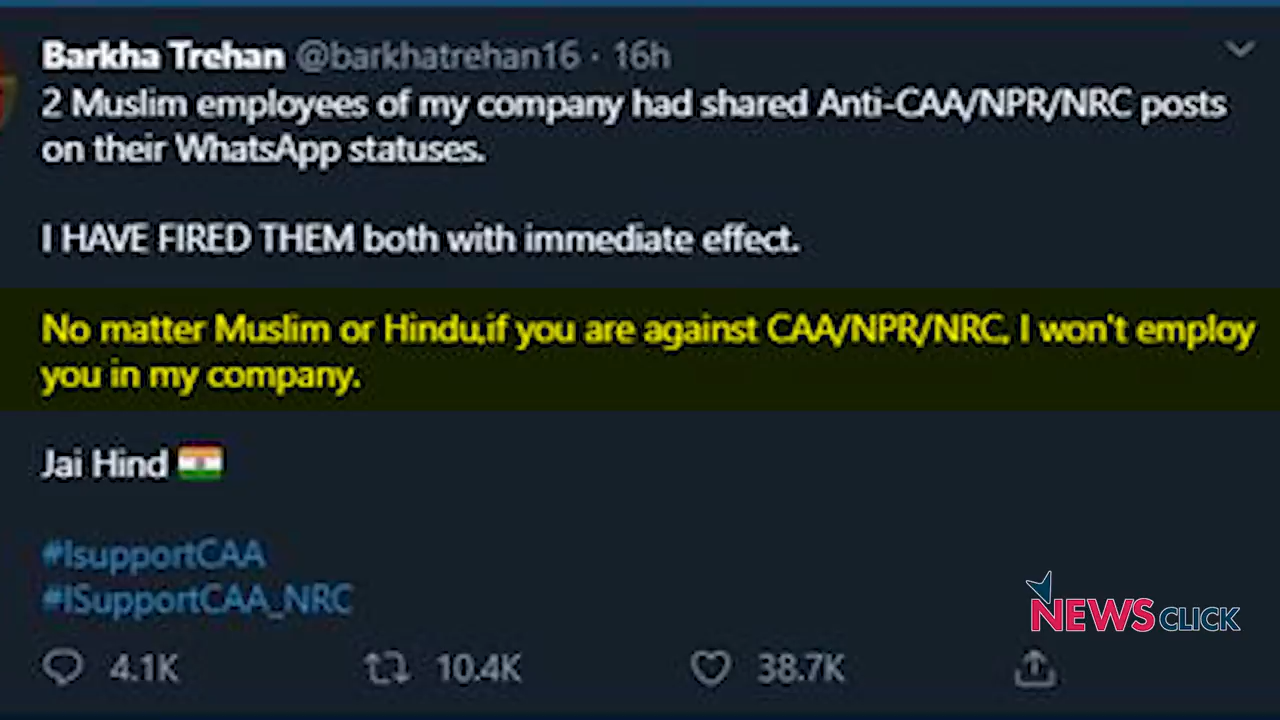 Barkha Trehan @barkhatrehan16 · 16h
2 Muslim employees of my company had shared Anti-CAA/NPR/NRC posts
on their WhatsApp statuses.
I HAVE FIRED THEM both with immediate effect.
No matter Muslim or Hindu,if you are against CAA/NPR/NRC, I won't employ
you in my company.
Jai Hind 🇮🇳
#IsupportCAA
#ISupportCAA_NRC
NEWSCLICK
4.1K 10.4K 38.7K